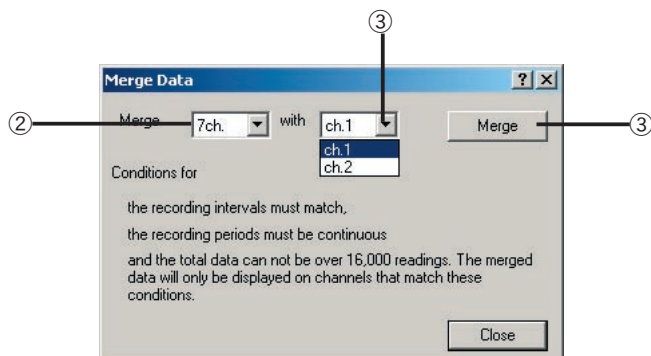 ③
Merge Data ? ×
② Merge 7ch. with ch.1 Merge ③
ch.1
ch.2
Conditions for
the recording intervals must match,
the recording periods must be continuous
and the total data can not be over 16,000 readings. The merged
data will only be displayed on channels that match these
conditions.
Close